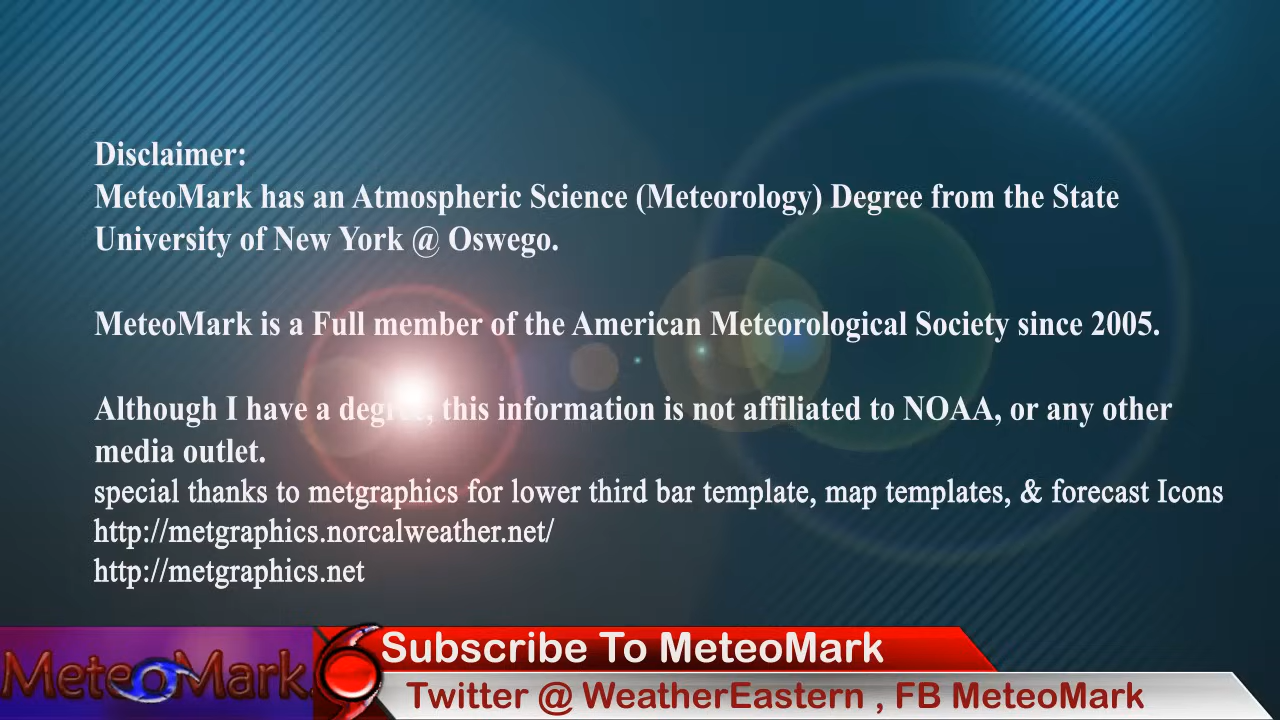 Disclaimer:
MeteoMark has an Atmospheric Science (Meteorology) Degree from the State
University of New York @ Oswego.
MeteoMark is a Full member of the American Meteorological Society since 2005.
Although I have a degree, this information is not affiliated to NOAA, or any other
media outlet.
special thanks to metgraphics for lower third bar template, map templates, & forecast Icons
http://metgraphics.norcalweather.net/
http://metgraphics.net
MeteoMark.
Subscribe To MeteoMark
Twitter @ WeatherEastern , FB MeteoMark